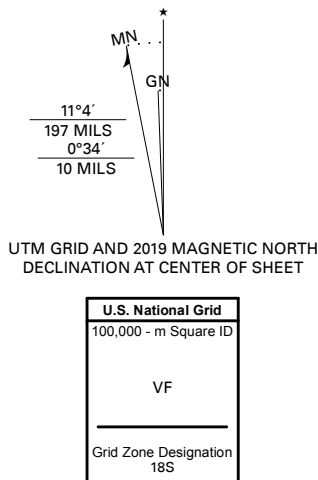 ★
MN
GN
11°4´
197 MILS
0°34´
10 MILS
UTM GRID AND 2019 MAGNETIC NORTH
DECLINATION AT CENTER OF SHEET
U.S. National Grid
100,000 - m Square ID
VF
Grid Zone Designation
18S